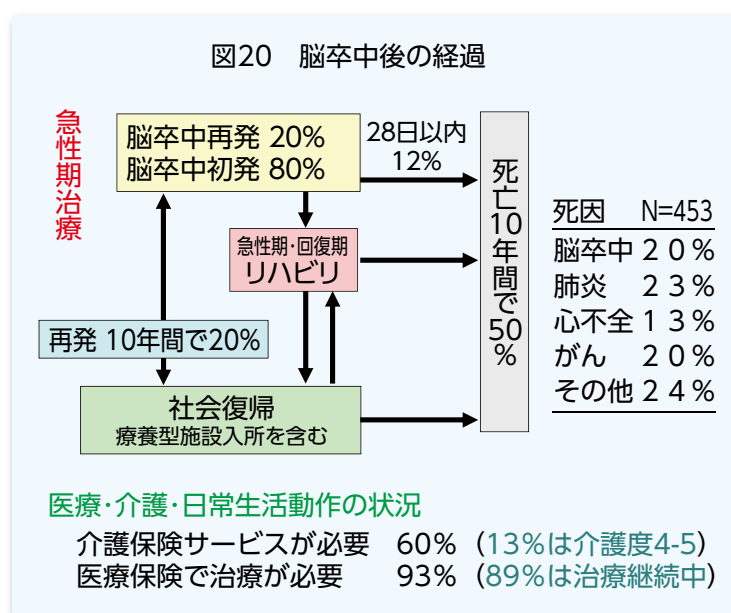 図20 脳卒中後の経過
急性期治療
脳卒中再発 20%
脳卒中初発 80%
28日以内
12%
急性期・回復期
リハビリ
再発 10年間で20%
社会復帰
療養型施設入所を含む
死亡10年間で50%
死因 N=453
脳卒中 20%
肺炎 23%
心不全 13%
がん 20%
その他 24%
医療・介護・日常生活動作の状況
介護保険サービスが必要 60% (13%は介護度4-5)
医療保険で治療が必要 93% (89%は治療継続中)